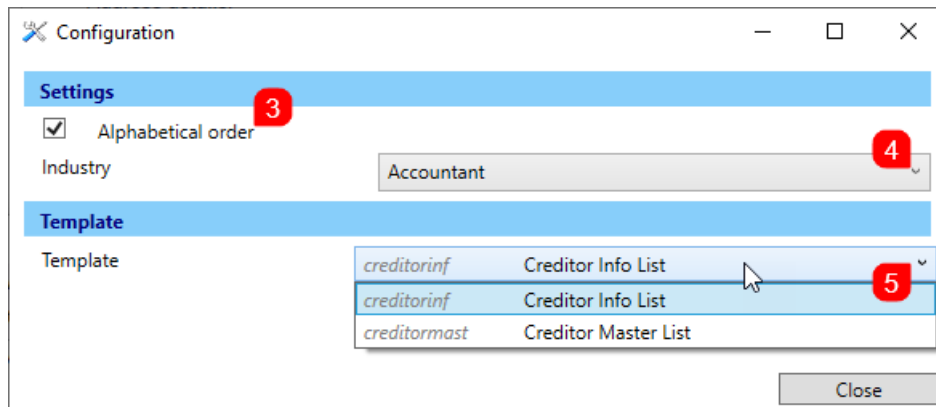 Configuration
Settings
3
Alphabetical order
4
Industry Accountant
Template
Template creditorinf Creditor Info List
5
creditorinf Creditor Info List
creditormast Creditor Master List
Close